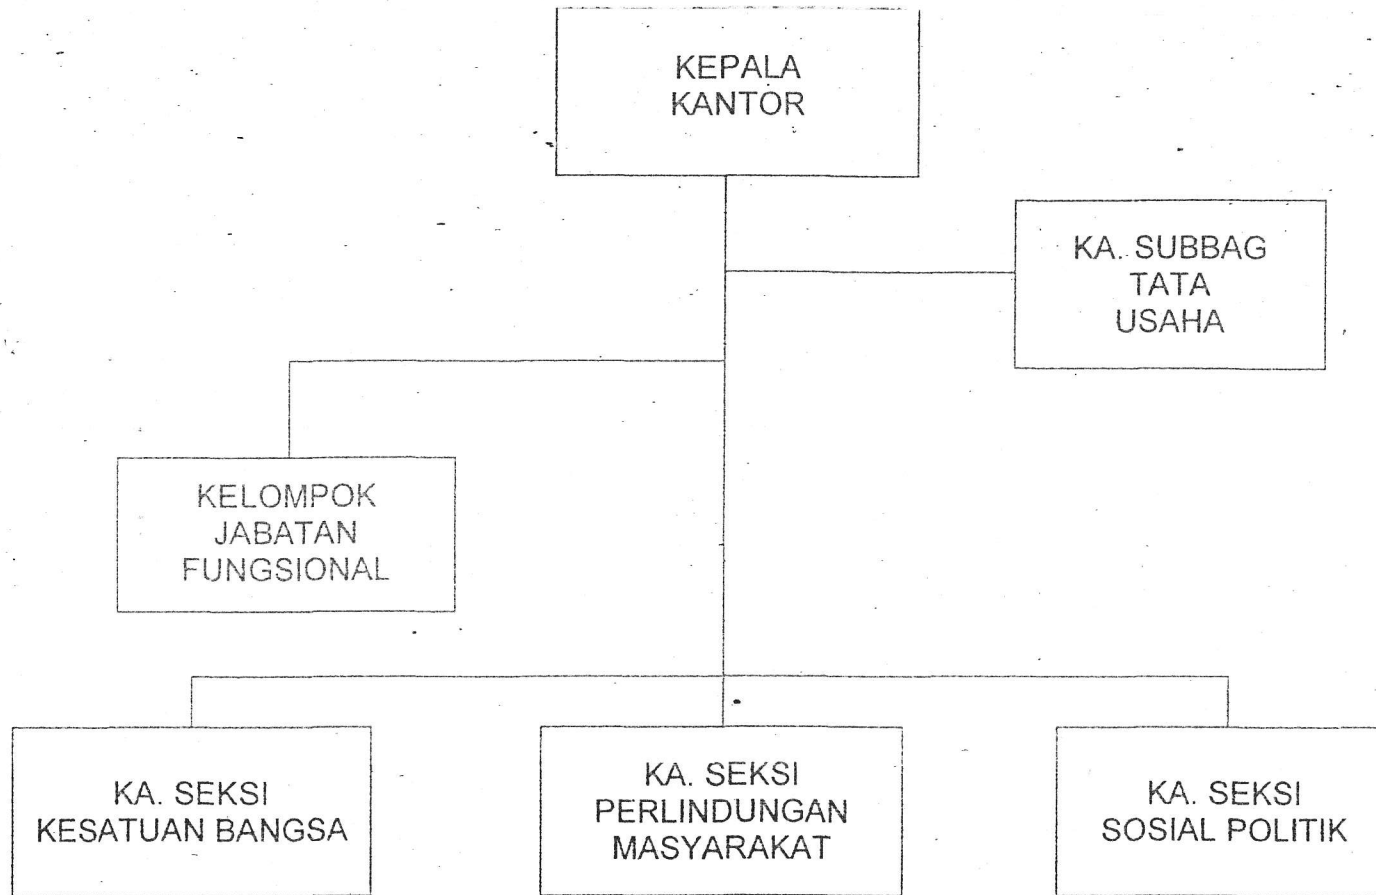 KEPALA
KANTOR
KA. SUBBAG
TATA
USAHA
KELOMPOK
JABATAN
FUNGSIONAL
KA. SEKSI
KESATUAN BANGSA
KA. SEKSI
PERLINDUNGAN
MASYARAKAT
KA. SEKSI
SOSIAL POLITIK